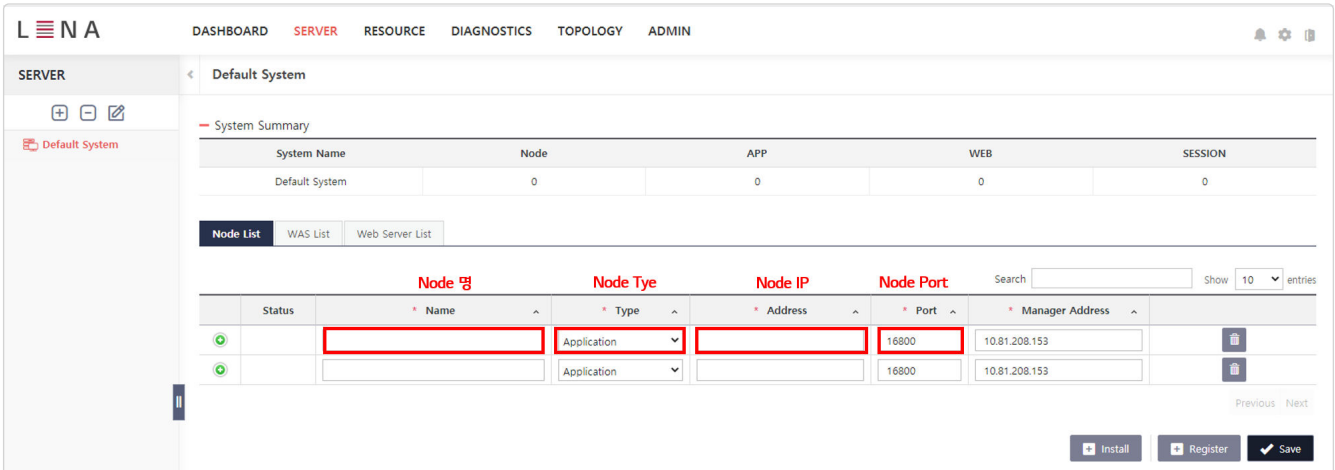 LENA DASHBOARD SERVER RESOURCE DIAGNOSTICS TOPOLOGY ADMIN
SERVER
Default System
Default System
System Summary
System Name Node APP WEB SESSION
Default System 0 0 0 0
Node List WAS List Web Server List
Node 명 Node Tye Node IP Node Port Search Show 10 entries
Status * Name * Type * Address * Port * Manager Address
Application 16800 10.81.208.153
Application 16800 10.81.208.153
Previous Next
Install Register Save